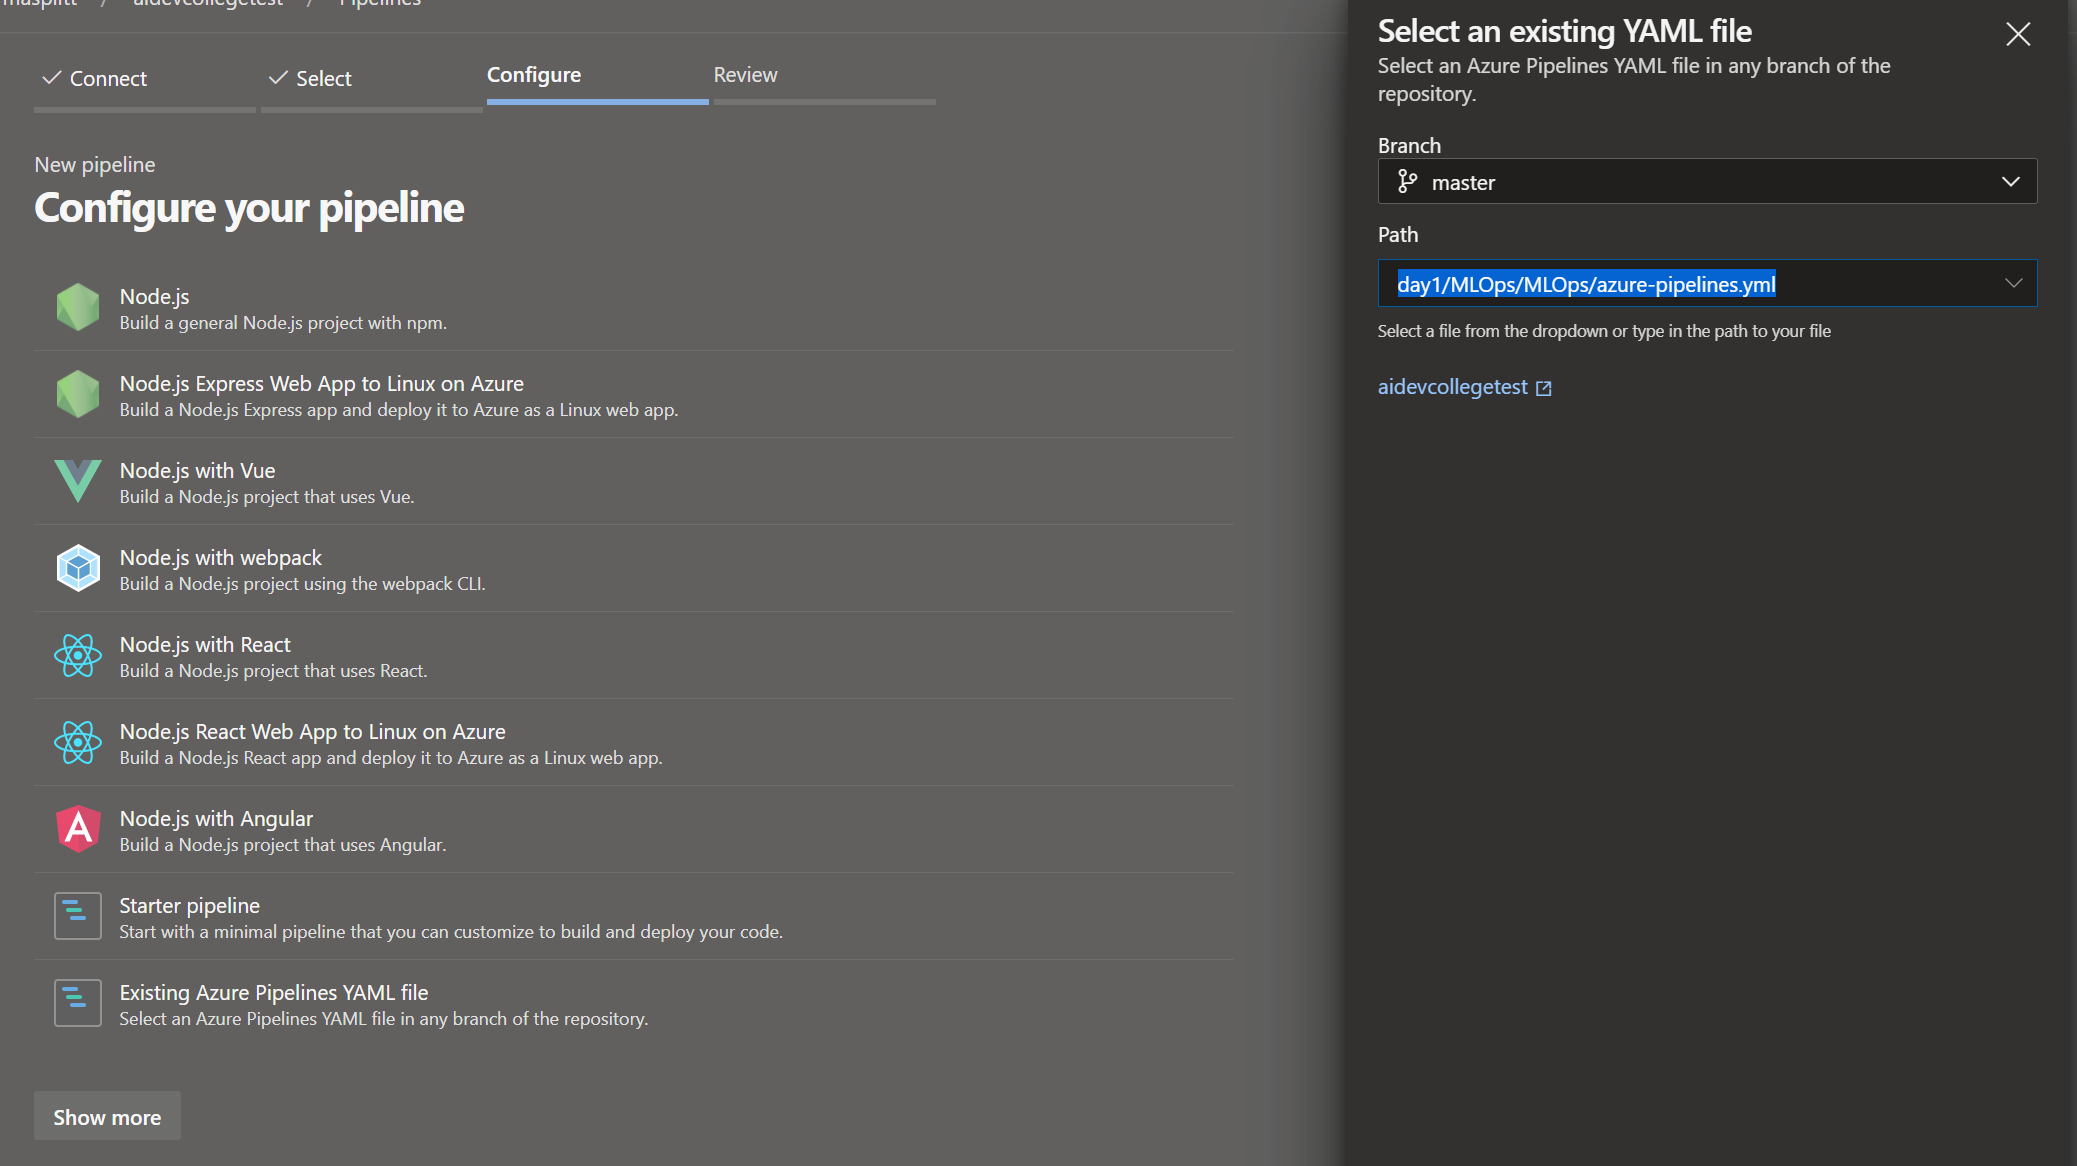 / aidevcollegetest / Pipelines
Connect
Select
Configure
Review
New pipeline
Configure your pipeline
Node.js
Build a general Node.js project with npm.
Node.js Express Web App to Linux on Azure
Build a Node.js Express app and deploy it to Azure as a Linux web app.
Node.js with Vue
Build a Node.js project that uses Vue.
Node.js with webpack
Build a Node.js project using the webpack CLI.
Node.js with React
Build a Node.js project that uses React.
Node.js React Web App to Linux on Azure
Build a Node.js React app and deploy it to Azure as a Linux web app.
Node.js with Angular
Build a Node.js project that uses Angular.
Starter pipeline
Start with a minimal pipeline that you can customize to build and deploy your code.
Existing Azure Pipelines YAML file
Select an Azure Pipelines YAML file in any branch of the repository.
Show more
Select an existing YAML file
Select an Azure Pipelines YAML file in any branch of the
repository.
Branch
master
Path
day1/MLOps/MLOps/azure-pipelines.yml
Select a file from the dropdown or type in the path to your file
aidevcollegetest